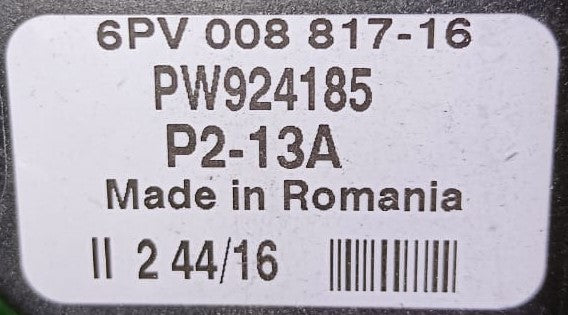 6PV 008 817-16
PW924185
P2-13A
Made in Romania
II 2 44/16